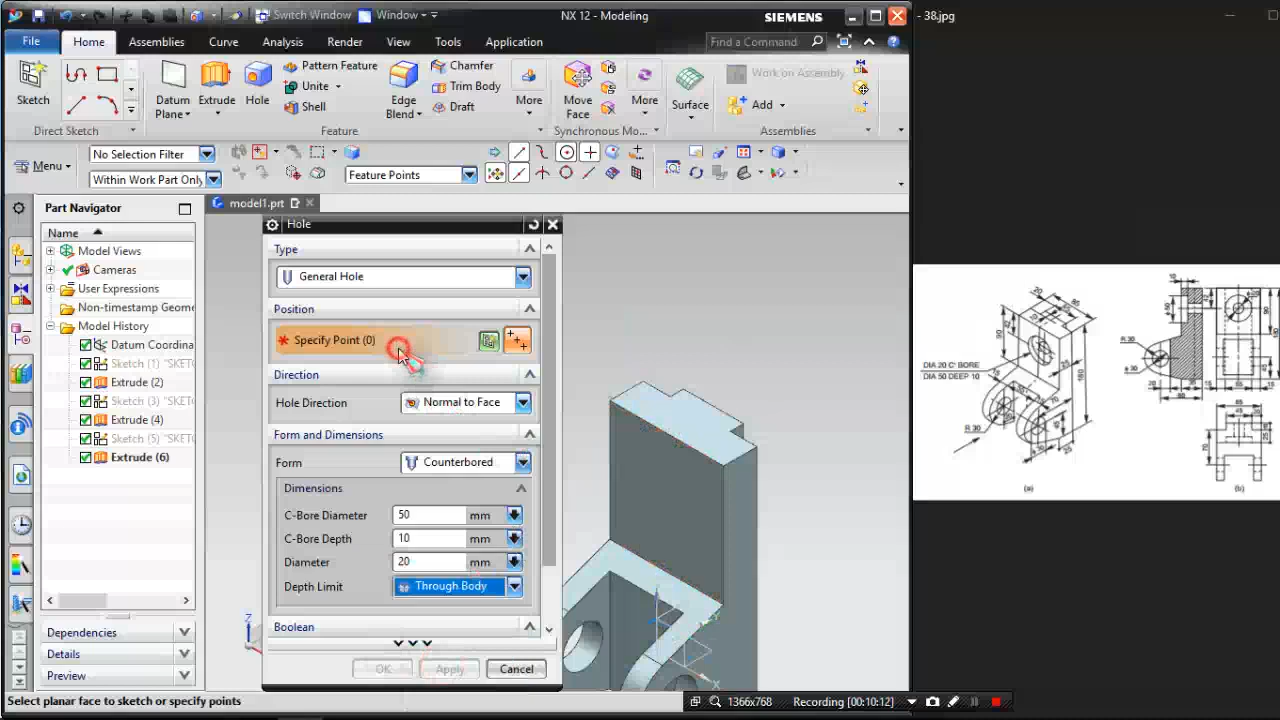 Switch Window
Window
NX 12 - Modeling
SIEMENS
- 38.jpg
File
Home
Assemblies
Curve
Analysis
Render
View
Tools
Application
Find a Command
Sketch
Direct Sketch
Datum
Plane
Extrude
Hole
Pattern Feature
Unite
Shell
Edge
Blend
Chamfer
Trim Body
Draft
More
Feature
Move
Face
More
Synchronous Mo...
Surface
Work on Assembly
Add
Assemblies
Menu
No Selection Filter
Within Work Part Only
Feature Points
Part Navigator
model1.prt
Name
Model Views
Cameras
User Expressions
Non-timestamp Geome
Model History
Datum Coordina
Sketch (1) "SKETC
Extrude (2)
Sketch (3) "SKETC
Extrude (4)
Sketch (5) "SKETC
Extrude (6)
Dependencies
Details
Preview
Hole
Type
General Hole
Position
* Specify Point (0)
Direction
Hole Direction
Normal to Face
Form and Dimensions
Form
Counterbored
Dimensions
C-Bore Diameter
50
mm
C-Bore Depth
10
mm
Diameter
20
mm
Depth Limit
Through Body
Boolean
OK
Apply
Cancel
Z
DIA 20 C' BORE
DIA 50 DEEP 10
R 30
(a)
(b)
Select planar face to sketch or specify points
1366x768
Recording [00:10:12]